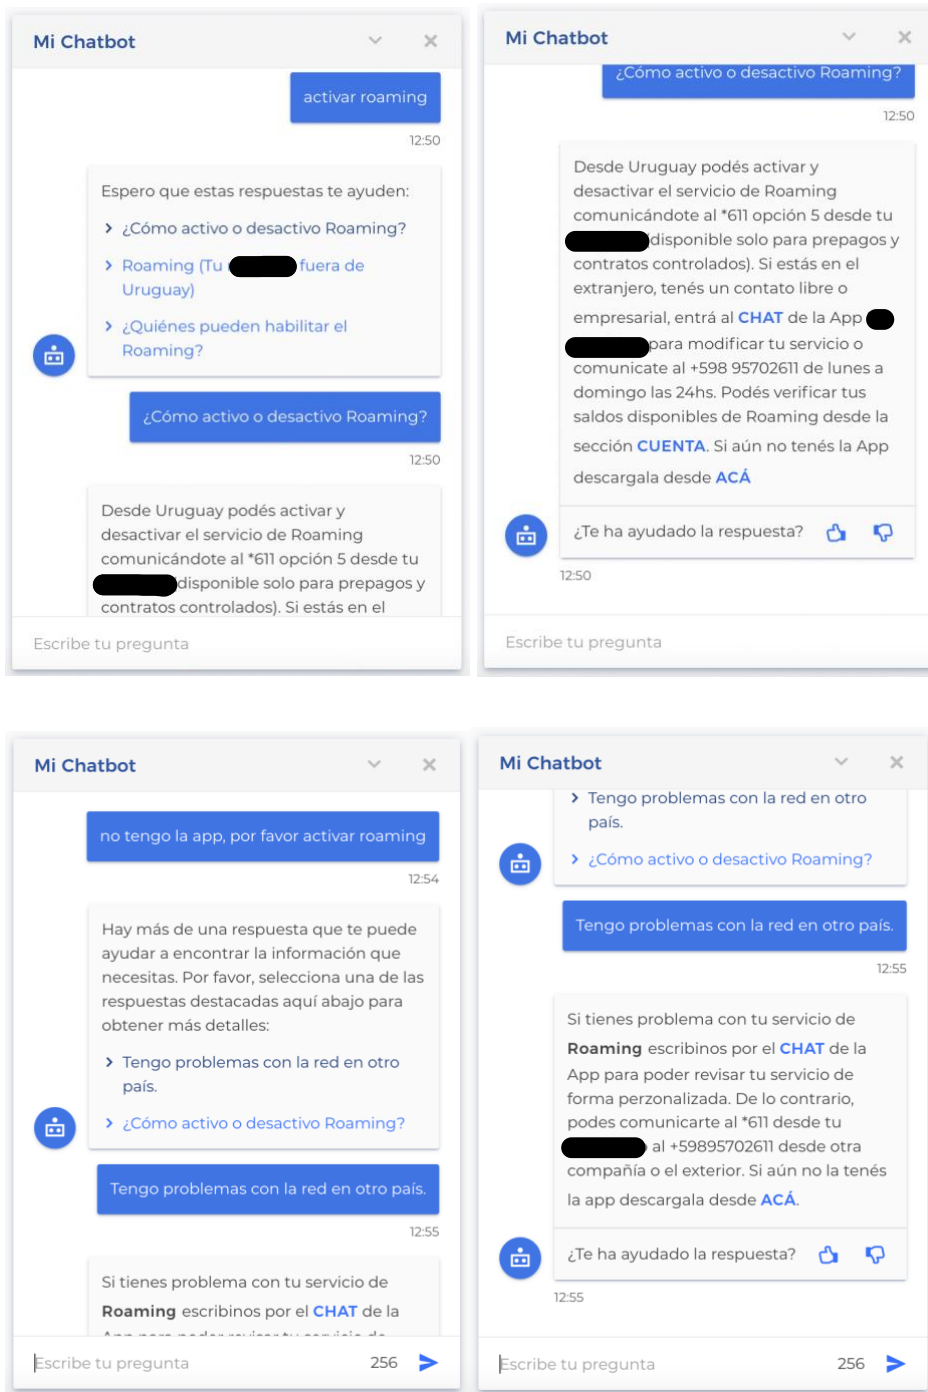 Mi Chatbot
activar roaming
12:50
Espero que estas respuestas te ayuden:
¿Cómo activo o desactivo Roaming?
Roaming (Tu fuera de
Uruguay)
¿Quiénes pueden habilitar el
Roaming?
¿Cómo activo o desactivo Roaming?
12:50
Desde Uruguay podés activar y
desactivar el servicio de Roaming
comunicándote al *611 opción 5 desde tu
disponible solo para prepagos y
contratos controlados). Si estás en el
Escribe tu pregunta
Mi Chatbot
¿Cómo activo o desactivo Roaming?
12:50
Desde Uruguay podés activar y
desactivar el servicio de Roaming
comunicándote al *611 opción 5 desde tu
(disponible solo para prepagos y
contratos controlados). Si estás en el
extranjero, tenés un contato libre o
empresarial, entrá al CHAT de la App
para modificar tu servicio o
comunicate al +598 95702611 de lunes a
domingo las 24hs. Podés verificar tus
saldos disponibles de Roaming desde la
sección CUENTA. Si aún no tenés la App
descargala desde ACÁ
¿Te ha ayudado la respuesta?
12:50
Escribe tu pregunta
Mi Chatbot
no tengo la app, por favor activar roaming
12:54
Hay más de una respuesta que te puede
ayudar a encontrar la información que
necesitas. Por favor, selecciona una de las
respuestas destacadas aquí abajo para
obtener más detalles:
Tengo problemas con la red en otro
país.
¿Cómo activo o desactivo Roaming?
Tengo problemas con la red en otro país.
12:55
Si tienes problema con tu servicio de
Roaming escribinos por el CHAT de la
Escribe tu pregunta 256
Mi Chatbot
Tengo problemas con la red en otro
país.
¿Cómo activo o desactivo Roaming?
Tengo problemas con la red en otro país.
12:55
Si tienes problema con tu servicio de
Roaming escribinos por el CHAT de la
App para poder revisar tu servicio de
forma perzonalizada. De lo contrario,
podes comunicarte al *611 desde tu
al +59895702611 desde otra
compañía o el exterior. Si aún no la tenés
la app descargala desde ACÁ.
¿Te ha ayudado la respuesta?
12:55
Escribe tu pregunta 256